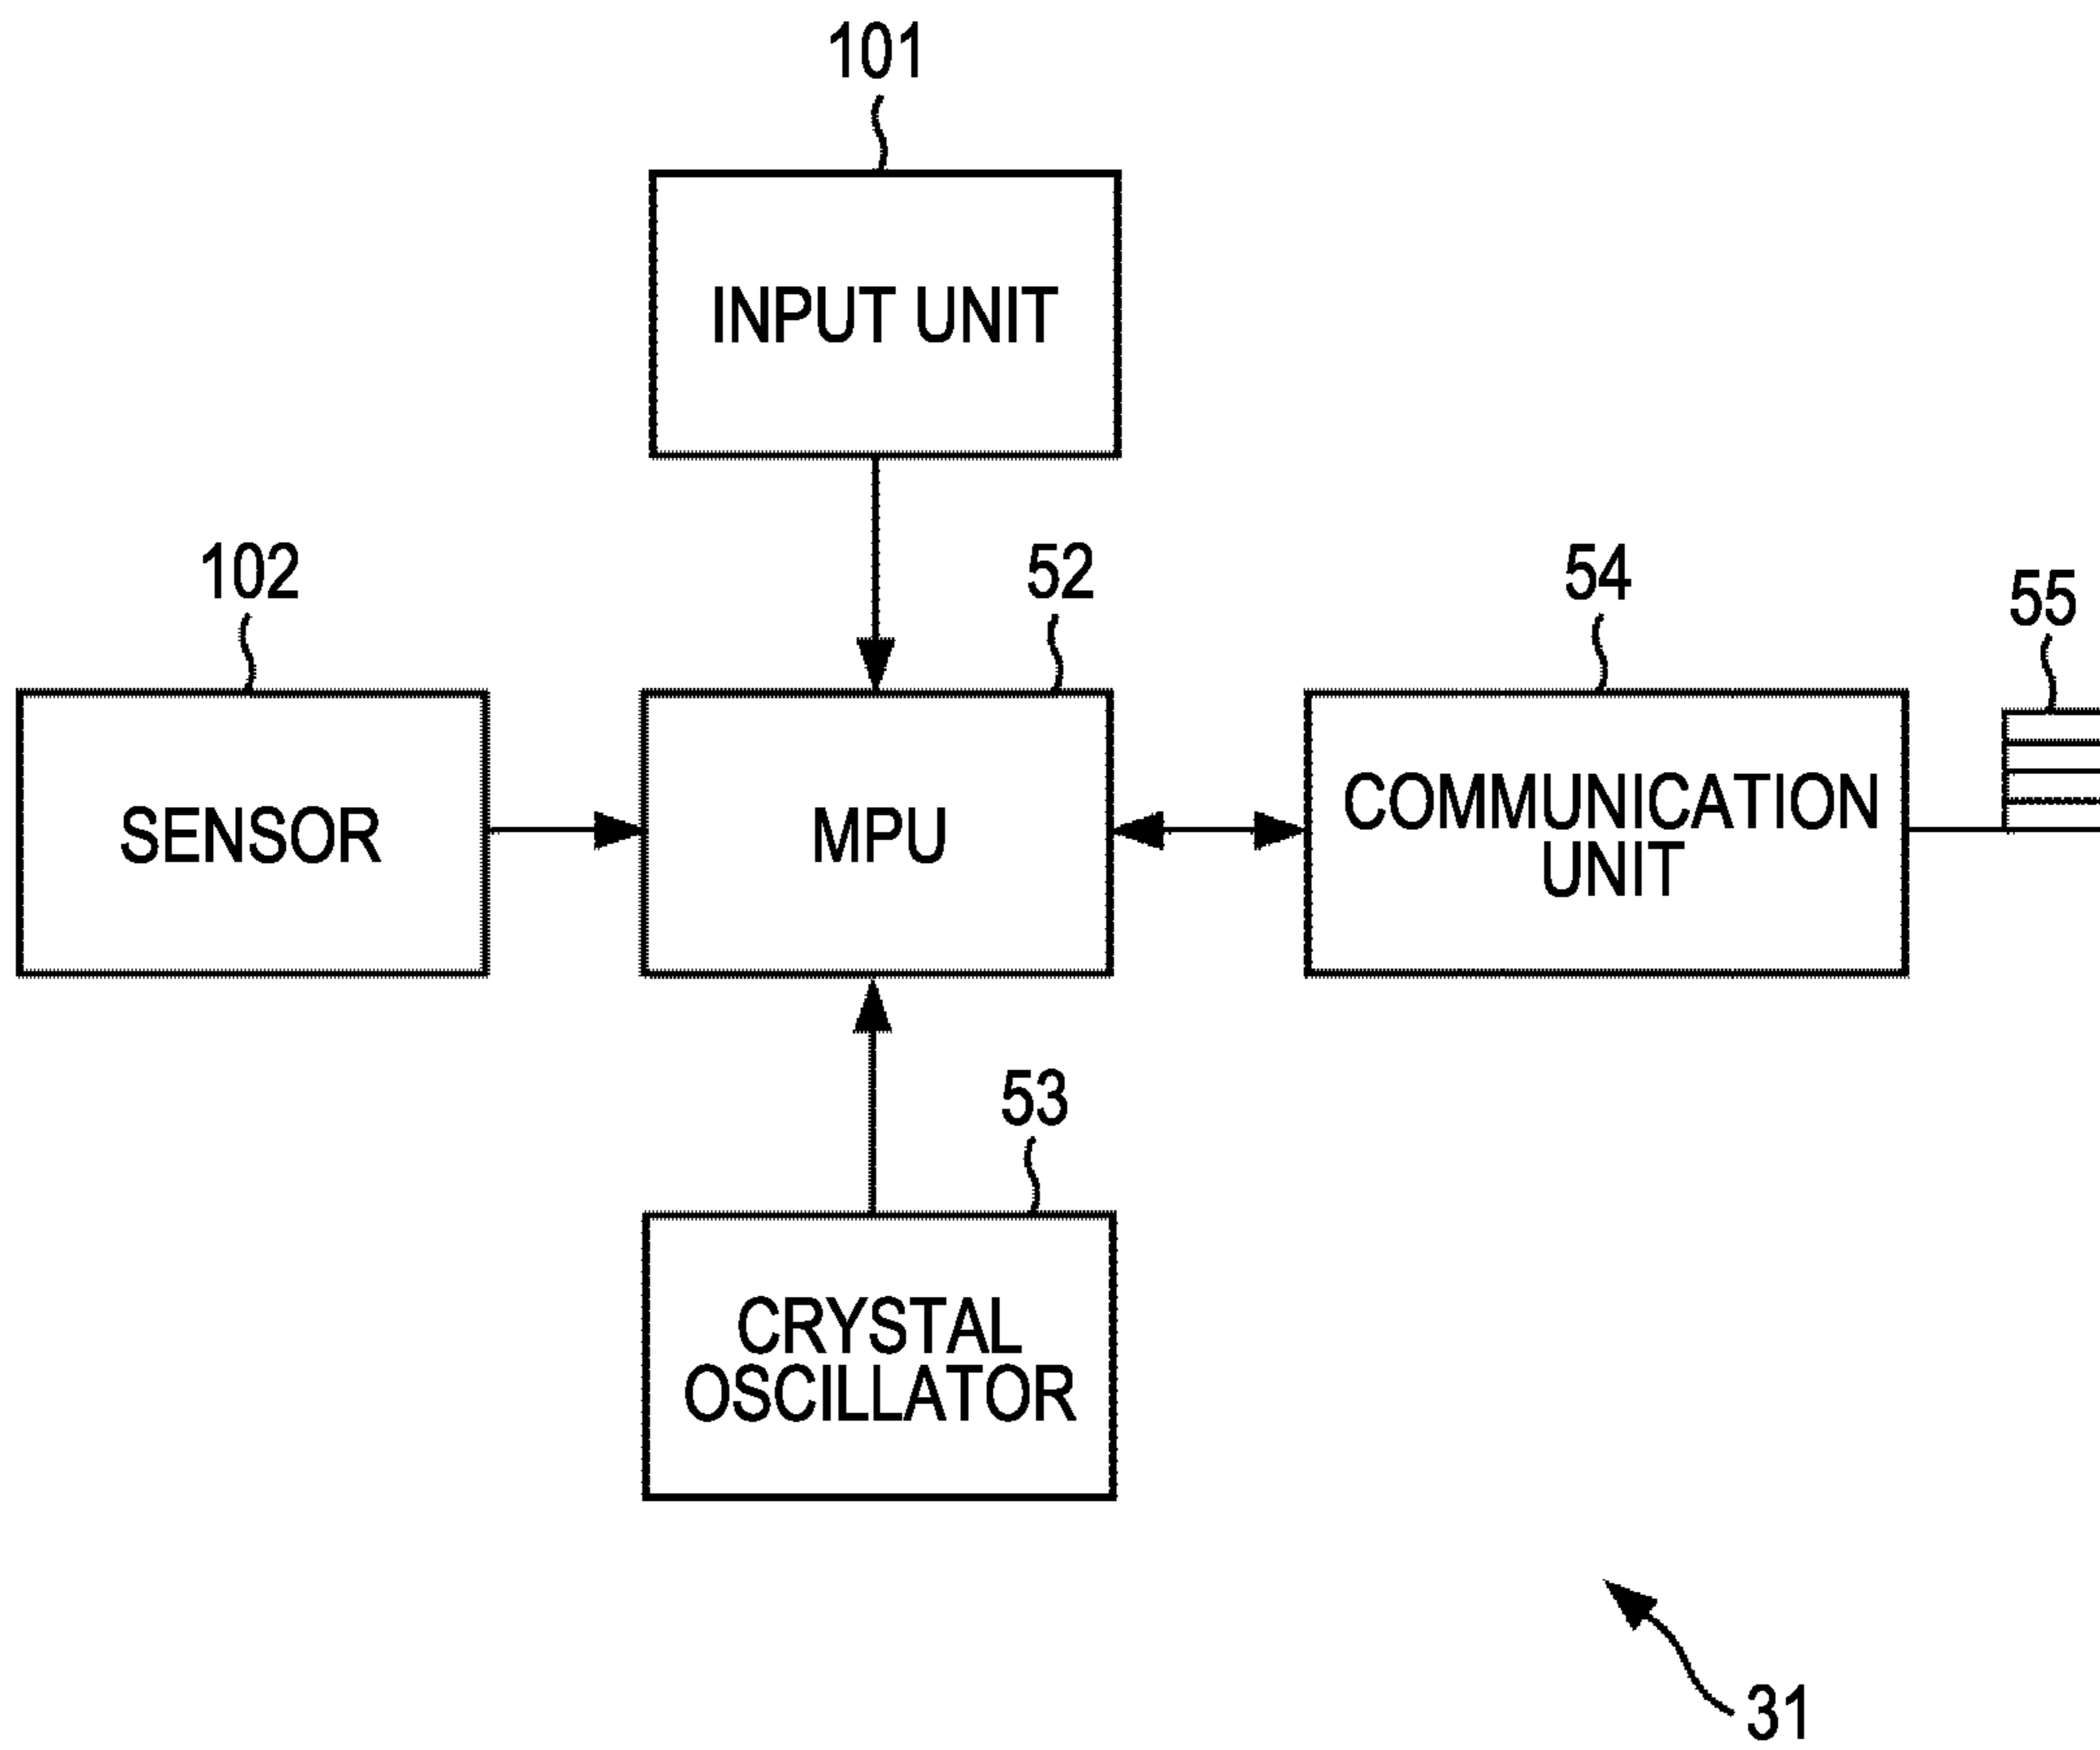 101
INPUT UNIT
102
52
54
55
SENSOR
MPU
COMMUNICATION
UNIT
53
CRYSTAL
OSCILLATOR
31